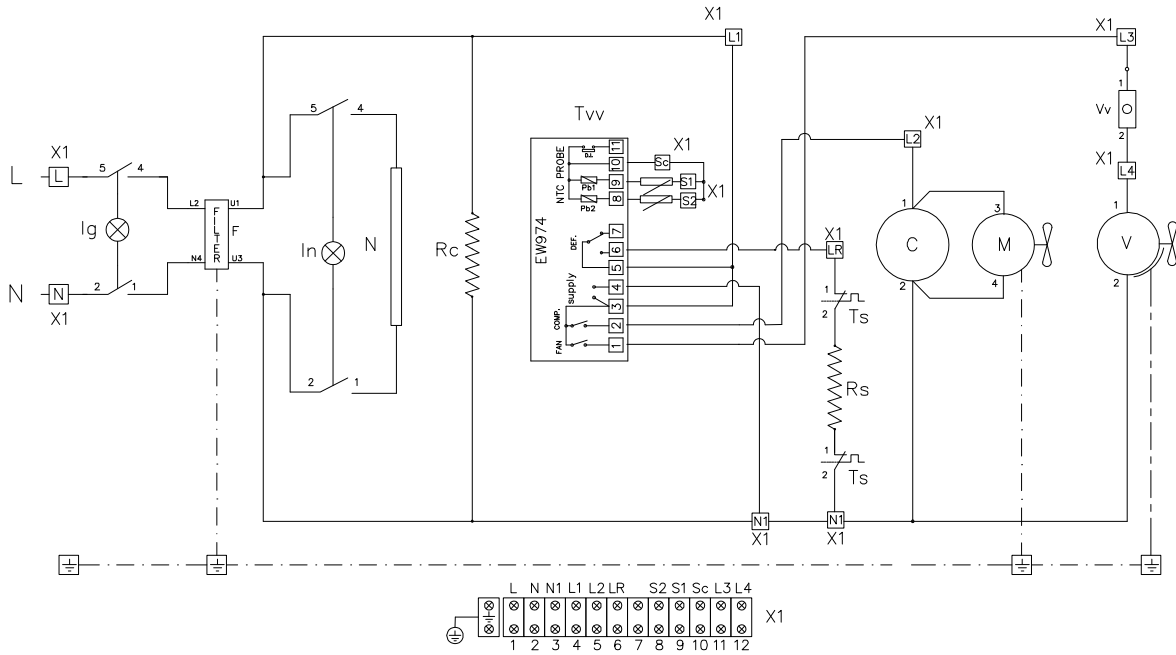 X1
L1
X1
L3
1
Vv
2
X1
L4
1
V
2
X1
L2
1
C
2
3
M
4
Tvv
EW974
NTC PROBE
D.I.
Pb1
Pb2
11
10
9
8
7
6
5
4
3
2
1
DEF.
supply
COMP.
FAN
X1
Sc
S1
S2
X1
X1
LR
1
2
Ts
Rs
1
2
Ts
N1
X1
N1
X1
L
X1
L
5
4
Ig
N
N
X1
2
1
L2
U1
FILTER
F
N4
U3
5
4
In
N
2
1
Rc
L N N1 L1 L2 LR S2 S1 Sc L3 L4
X1
1 2 3 4 5 6 7 8 9 10 11 12